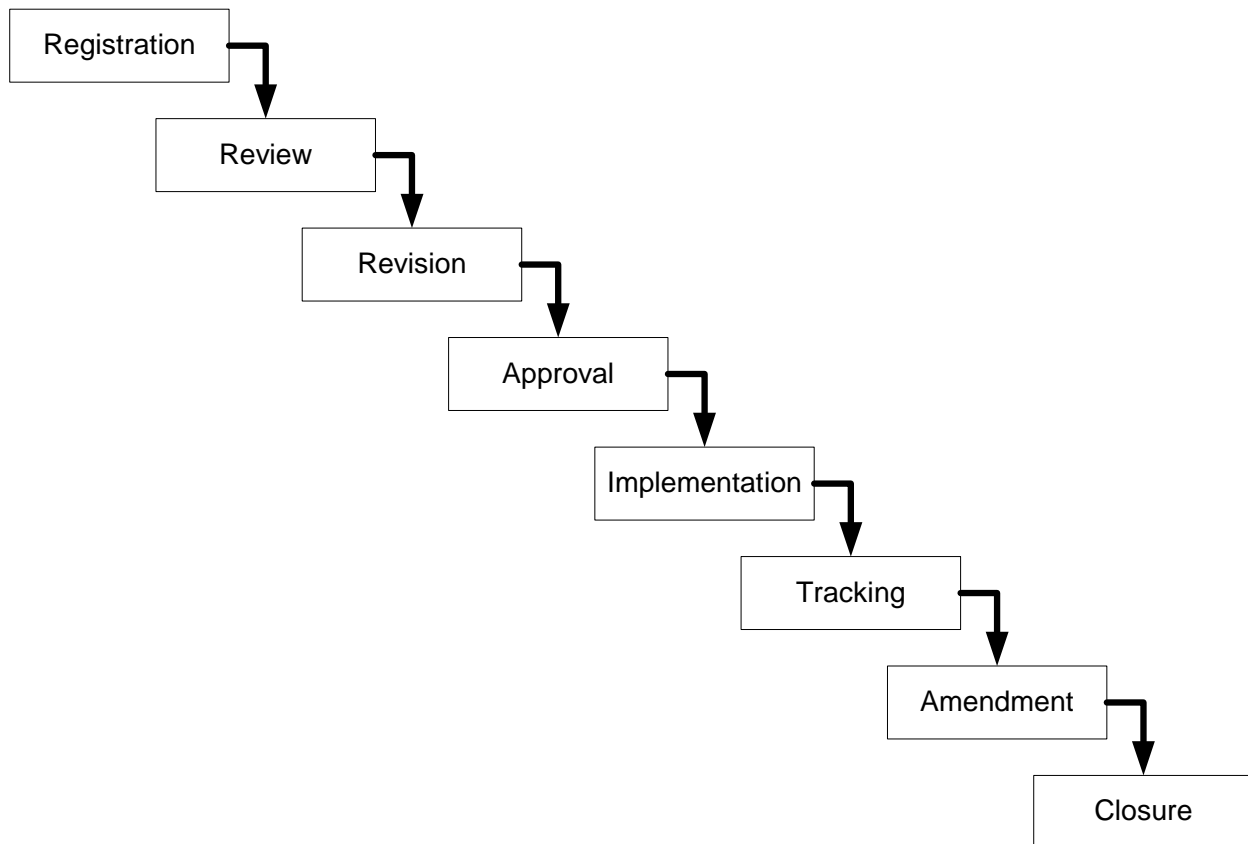 Registration
Review
Revision
Approval
Implementation
Tracking
Amendment
Closure